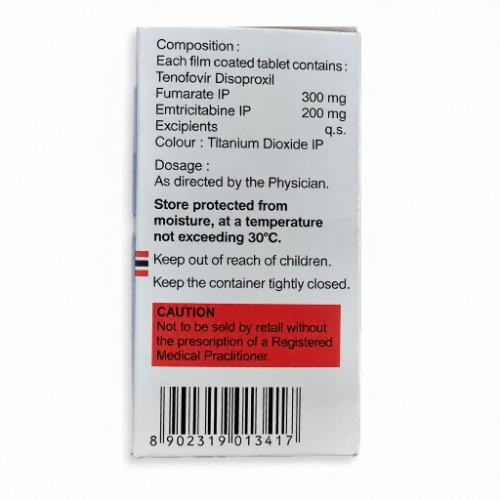 Composition :
Each film coated tablet contains :
Tenofovir Disoproxil
Fumarate IP 300 mg
Emtricitabine IP 200 mg
Excipients q.s.
Colour : Titanium Dioxide IP
Dosage :
As directed by the Physician.
Store protected from
moisture, at a temperature
not exceeding 30°C.
Keep out of reach of children.
Keep the container tightly closed.
CAUTION
Not to be sold by retail without
the presoription of a Registered
Medical Praclitioner.
8 902319 013417